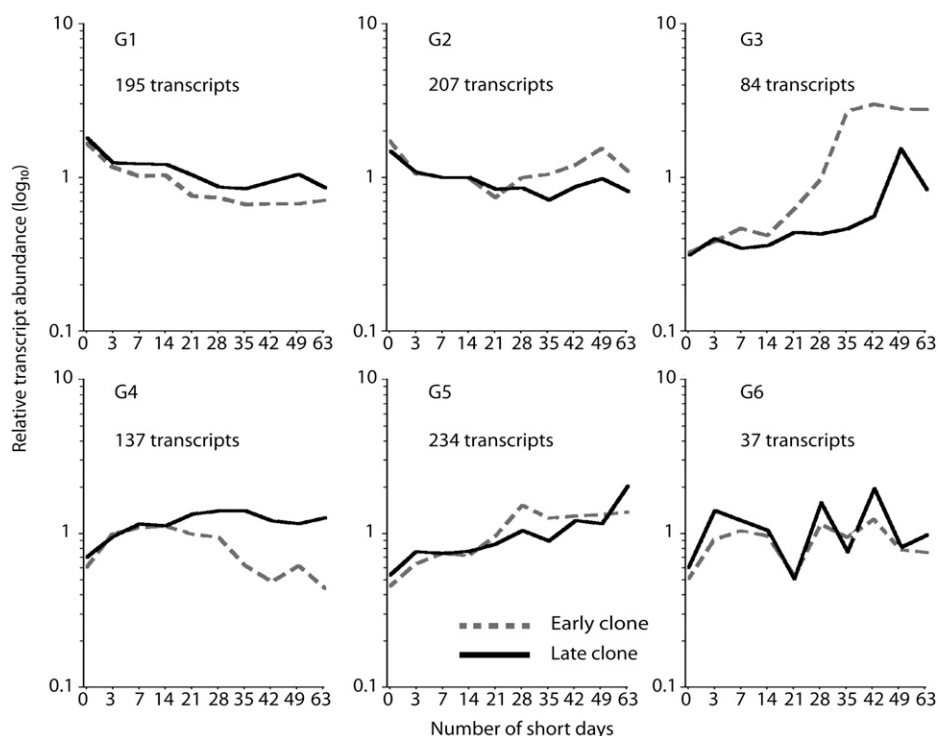 Relative transcript abundance (log₁₀)
10
1
0.1
G1
195 transcripts
0 3 7 14 21 28 35 42 49 63
10
1
0.1
G2
207 transcripts
0 3 7 14 21 28 35 42 49 63
10
1
0.1
G3
84 transcripts
0 3 7 14 21 28 35 42 49 63
10
1
0.1
G4
137 transcripts
0 3 7 14 21 28 35 42 49 63
10
1
0.1
G5
234 transcripts
Early clone
Late clone
0 3 7 14 21 28 35 42 49 63
10
1
0.1
G6
37 transcripts
0 3 7 14 21 28 35 42 49 63
Number of short days